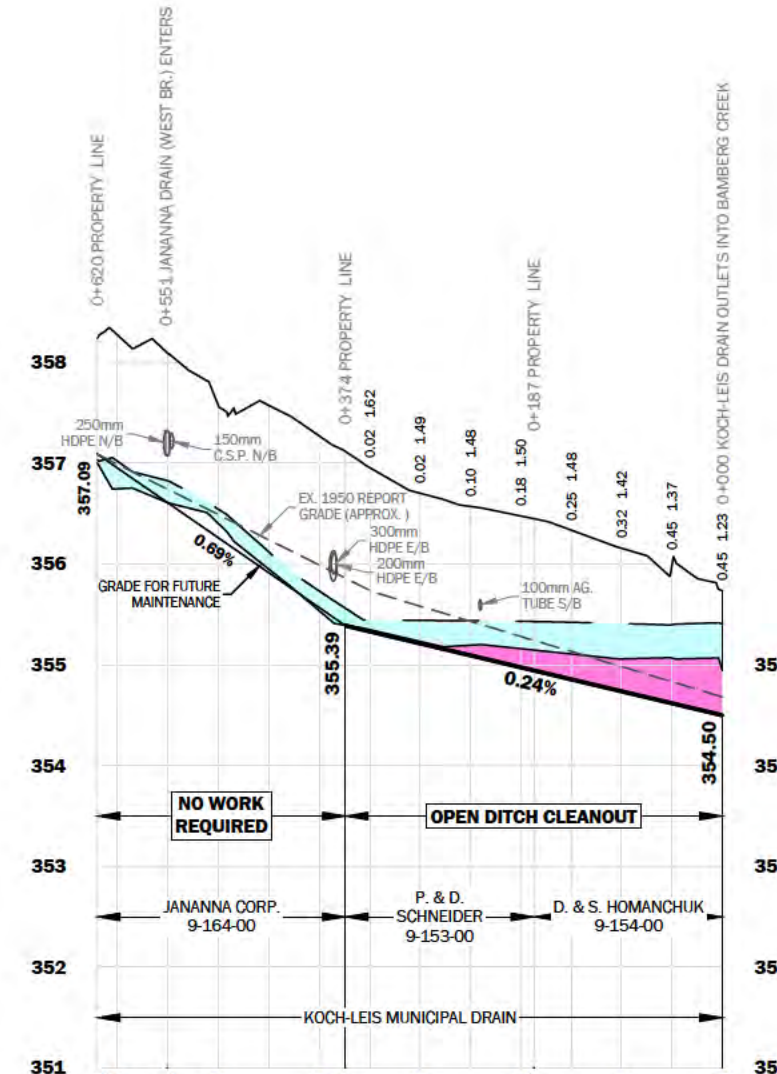 0+620 PROPERTY LINE
0+551 JANANNA DRAIN (WEST BR.) ENTERS
0+374 PROPERTY LINE
0+187 PROPERTY LINE
0+000 KOCH-LEIS DRAIN OUTLETS INTO BAMBERG CREEK
0.02 1.62
0.02 1.49
0.10 1.48
0.18 1.50
0.25 1.48
0.32 1.42
0.45 1.37
0.45 1.23
358
357
356
355
354
353
352
351
250mm
HDPE N/B
150mm
C.S.P. N/B
357.09
EX. 1950 REPORT
GRADE (APPROX. )
300mm
HDPE E/B
200mm
HDPE E/B
0.69%
GRADE FOR FUTURE
MAINTENANCE
100mm AG.
TUBE S/B
355.39
0.24%
354.50
35
35
35
35
35
NO WORK
REQUIRED
OPEN DITCH CLEANOUT
JANANNA CORP.
9-164-00
P. & D.
SCHNEIDER
9-153-00
D. & S. HOMANCHUK
9-154-00
KOCH-LEIS MUNICIPAL DRAIN